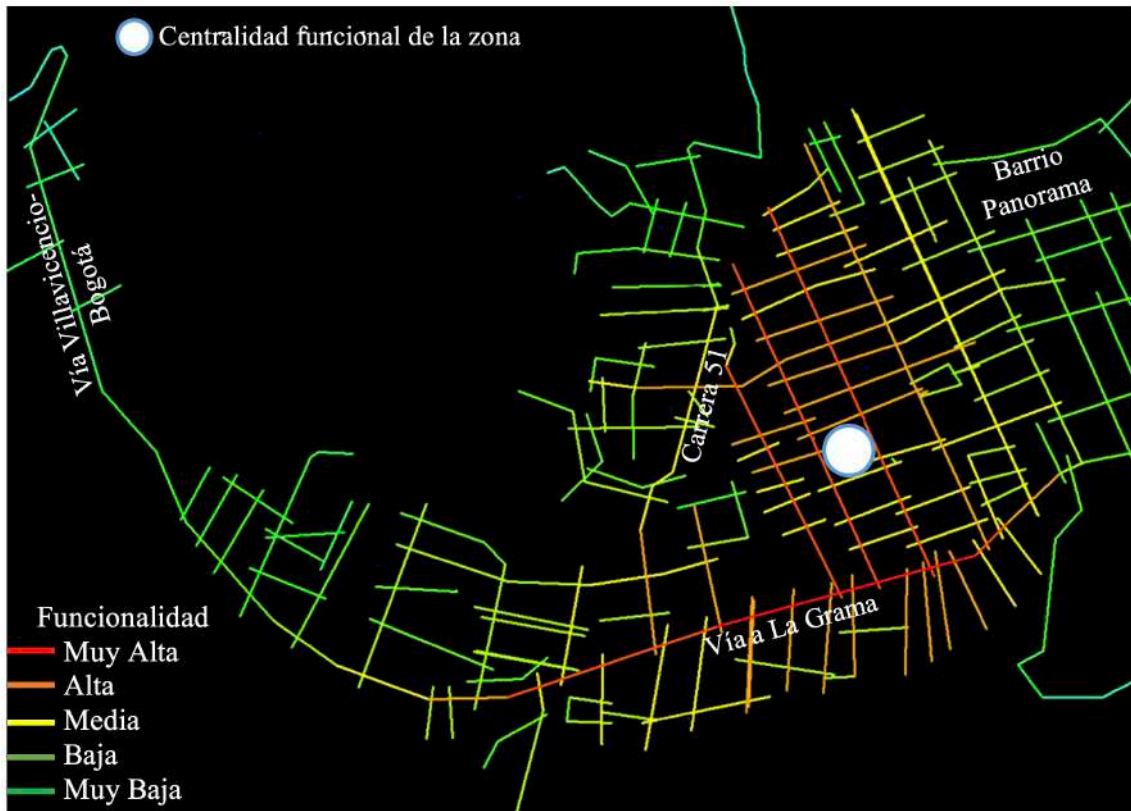 Centralidad funcional de la zona
Barrio
Panorama
Vía Villavicencio-
Bogotá
Carrera 51
Vía a La Grama
Funcionalidad
Muy Alta
Alta
Media
Baja
Muy Baja